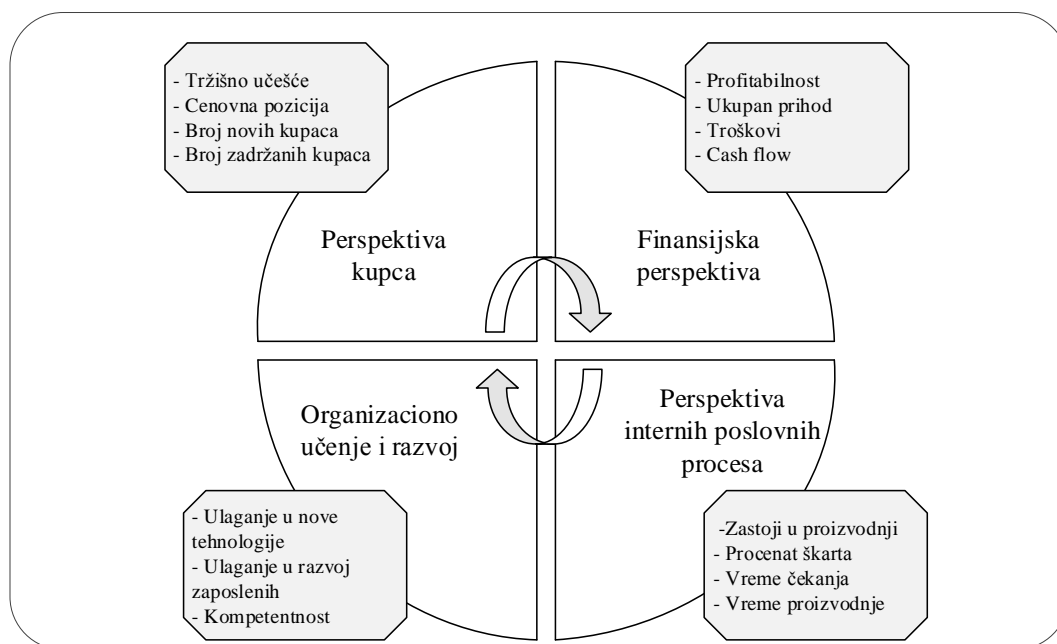 - Tržišno učešće
- Cenovna pozicija
- Broj novih kupaca
- Broj zadržanih kupaca
- Profitabilnost
- Ukupan prihod
- Troškovi
- Cash flow
Perspektiva
kupca
Finansijska
perspektiva
Organizaciono
učenje i razvoj
Perspektiva
internih poslovnih
procesa
- Ulaganje u nove
tehnologije
- Ulaganje u razvoj
zaposlenih
- Kompetentnost
-Zastoji u proizvodnji
- Procenat škarta
- Vreme čekanja
- Vreme proizvodnje